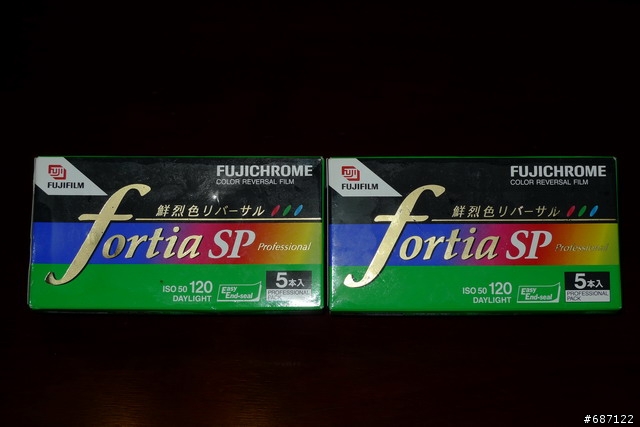 FUJI
FUJIFILM
FUJICHROME
COLOR REVERSAL FILM
鮮烈色リバーサル
fortia SP Professional
ISO 50 120
DAYLIGHT
Easy
End-seal
5本入
PROFESSIONAL
PACK
FUJI
FUJIFILM
FUJICHROME
COLOR REVERSAL FILM
鮮烈色リバーサル
fortia SP Professional
ISO 50 120
DAYLIGHT
Easy
End-seal
5本入
PROFESSIONAL
PACK
#687122